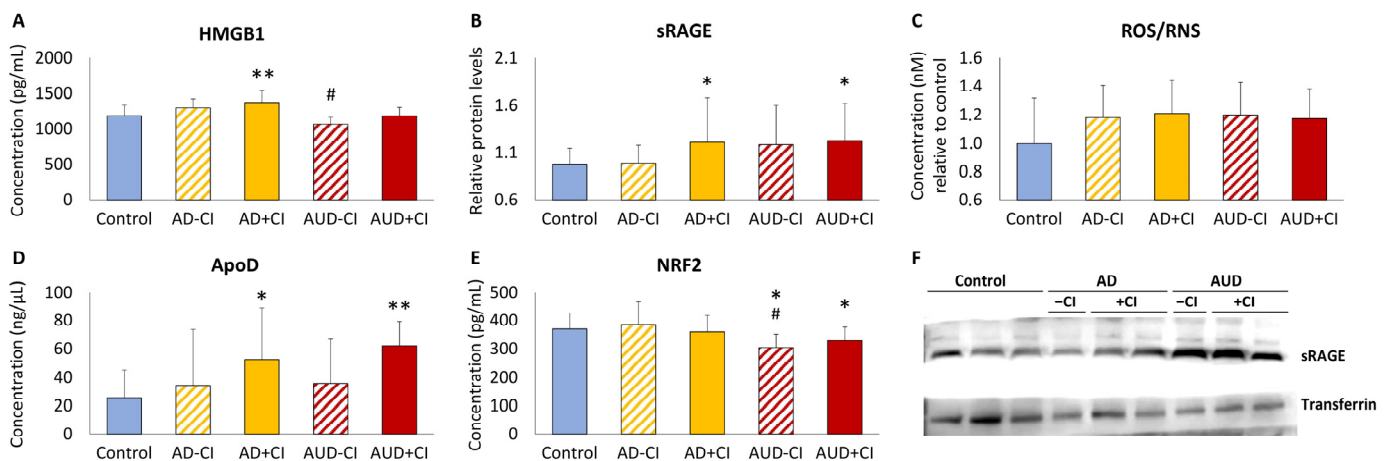 A
HMGB1
Concentration (pg/mL)
2000
1500
1000
500
0
**
#
Control AD-CI AD+CI AUD-CI AUD+CI
B
sRAGE
Relative protein levels
2.1
1.6
1.1
0.6
*
*
Control AD-CI AD+CI AUD-CI AUD+CI
C
ROS/RNS
Concentration (nM)
relative to control
1.6
1.4
1.2
1.0
0.8
0.6
Control AD-CI AD+CI AUD-CI AUD+CI
D
ApoD
Concentration (ng/µL)
100
80
60
40
20
0
*
**
Control AD-CI AD+CI AUD-CI AUD+CI
E
NRF2
Concentration (pg/mL)
600
450
300
150
0
*
#
*
Control AD-CI AD+CI AUD-CI AUD+CI
F
Control AD AUD
−CI +CI −CI +CI
sRAGE
Transferrin